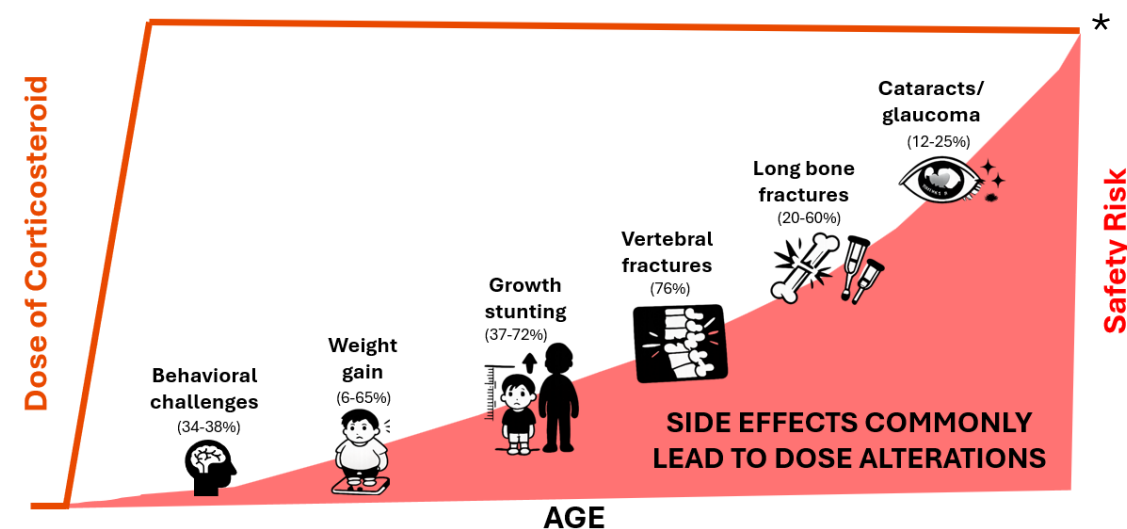 *
Dose of Corticosteroid
Cataracts/
glaucoma
(12-25%)
Long bone
fractures
(20-60%)
Vertebral
fractures
(76%)
Growth
stunting
(37-72%)
Weight
gain
(6-65%)
Behavioral
challenges
(34-38%)
Safety Risk
SIDE EFFECTS COMMONLY
LEAD TO DOSE ALTERATIONS
AGE